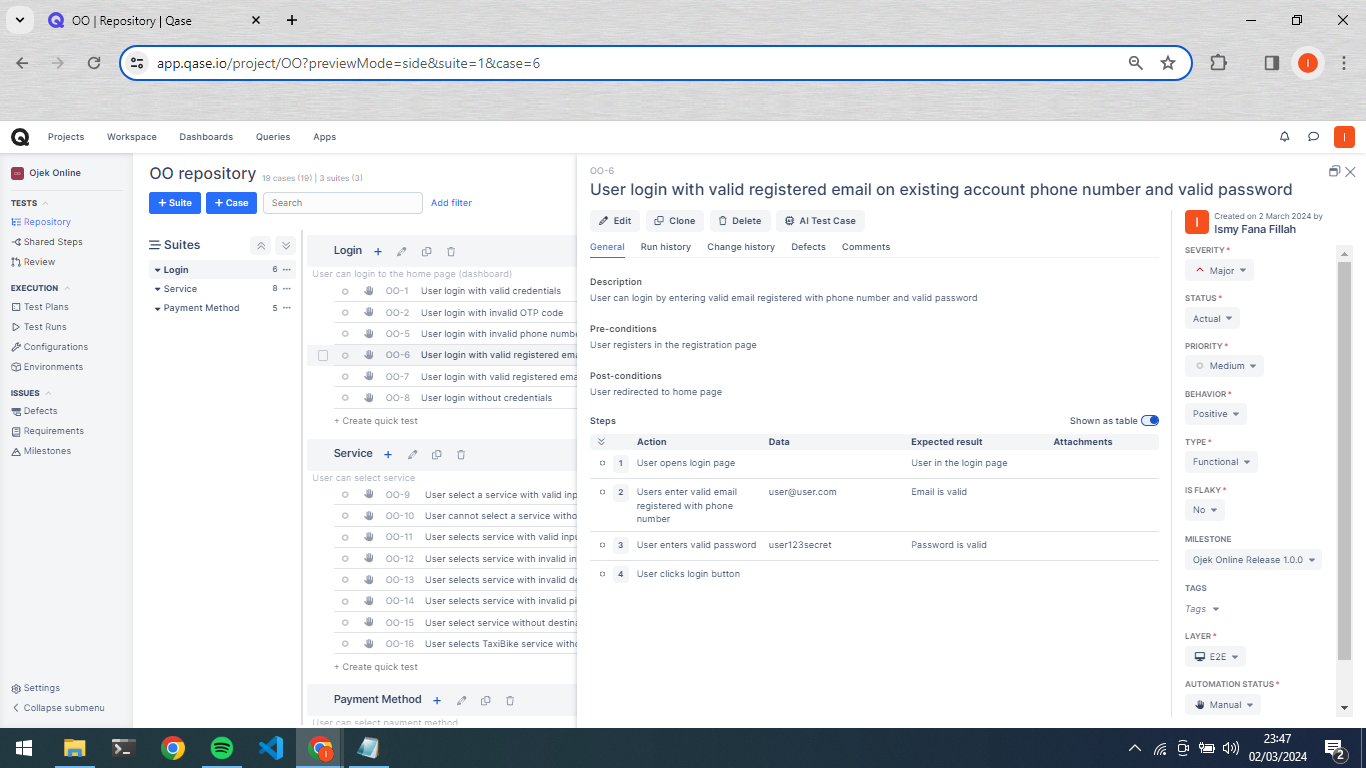 OO | Repository | Qase
app.qase.io/project/OO?previewMode=side&suite=1&case=6
I
Projects
Workspace
Dashboards
Queries
Apps
I
Ojek Online
TESTS
Repository
Shared Steps
Review
EXECUTION
Test Plans
Test Runs
Configurations
Environments
ISSUES
Defects
Requirements
Milestones
Settings
Collapse submenu
OO repository 19 cases (19) | 3 suites (3)
+ Suite
+ Case
Search
Add filter
Suites
Login 6
Service 8
Payment Method 5
Login +
User can login to the home page (dashboard)
OO-1 User login with valid credentials
OO-2 User login with invalid OTP code
OO-5 User login with invalid phone numbe
OO-6 User login with valid registered ema
OO-7 User login with valid registered ema
OO-8 User login without credentials
+ Create quick test
Service +
User can select service
OO-9 User select a service with valid inp
OO-10 User cannot select a service witho
OO-11 User selects service with valid inpu
OO-12 User selects service with invalid in
OO-13 User selects service with invalid de
OO-14 User selects service with invalid pi
OO-15 User select service without destina
OO-16 User selects TaxiBike service witho
+ Create quick test
Payment Method +
User can select payment method
OO-6
User login with valid registered email on existing account phone number and valid password
Edit
Clone
Delete
AI Test Case
General
Run history
Change history
Defects
Comments
Description
User can login by entering valid email registered with phone number and valid password
Pre-conditions
User registers in the registration page
Post-conditions
User redirected to home page
Steps
Shown as table
Action Data Expected result Attachments
1 User opens login page User in the login page
2 Users enter valid email user@user.com Email is valid
registered with phone
number
3 User enters valid password user123secret Password is valid
4 User clicks login button
I
Created on 2 March 2024 by
Ismy Fana Fillah
SEVERITY *
Major
STATUS *
Actual
PRIORITY *
Medium
BEHAVIOR *
Positive
TYPE *
Functional
IS FLAKY *
No
MILESTONE
Ojek Online Release 1.0.0
TAGS
Tags
LAYER *
E2E
AUTOMATION STATUS *
Manual
I
23:47
02/03/2024
2